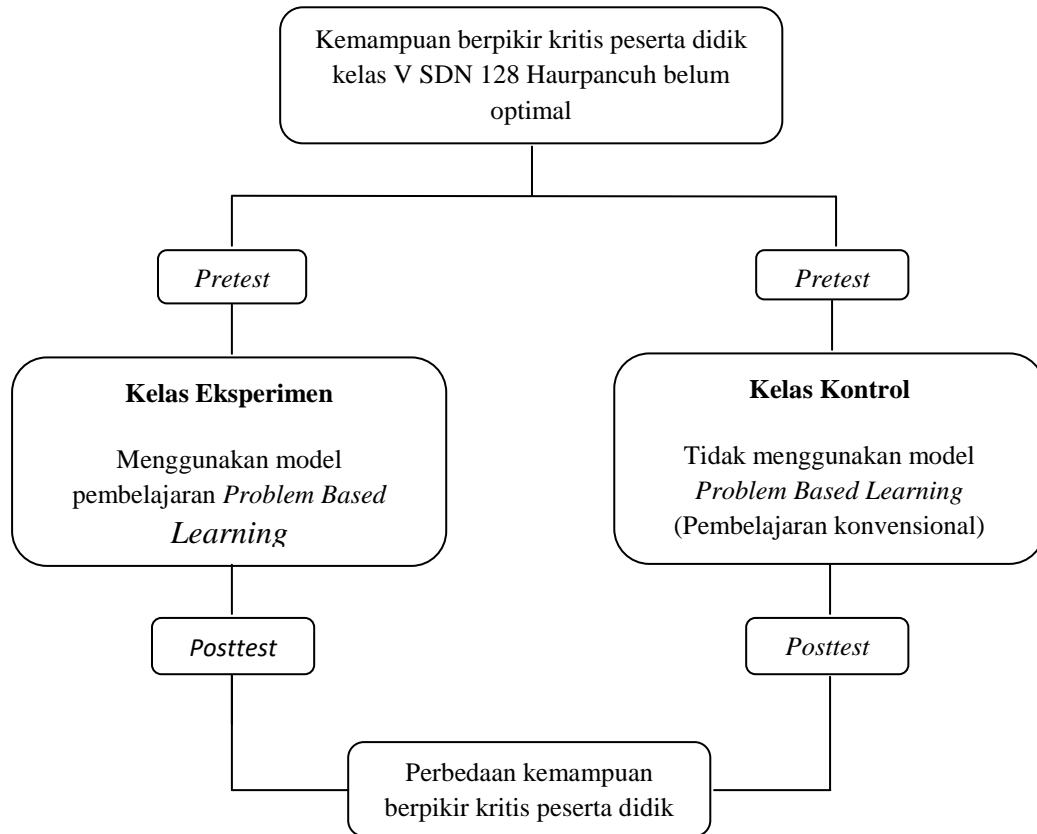 Kemampuan berpikir kritis peserta didik
kelas V SDN 128 Haurpancuh belum
optimal
Pretest
Pretest
Kelas Eksperimen
Menggunakan model
pembelajaran Problem Based
Learning
Kelas Kontrol
Tidak menggunakan model
Problem Based Learning
(Pembelajaran konvensional)
Posttest
Posttest
Perbedaan kemampuan
berpikir kritis peserta didik